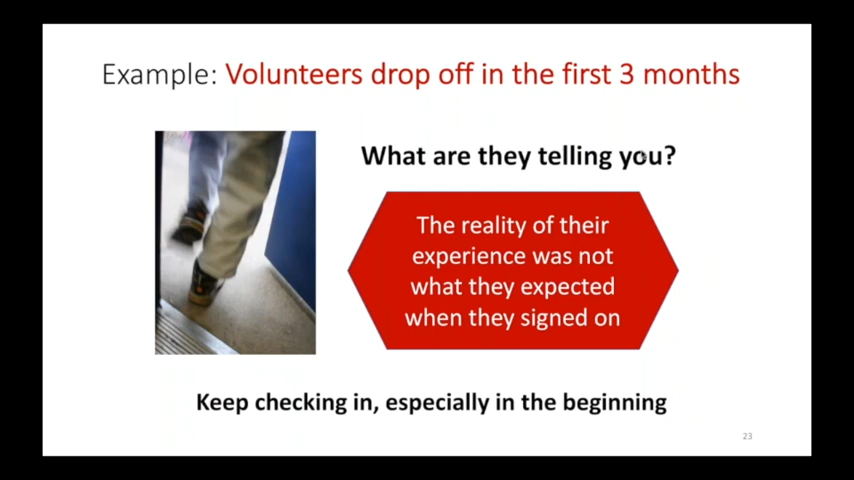 Example: Volunteers drop off in the first 3 months
What are they telling you?
The reality of their
experience was not
what they expected
when they signed on
Keep checking in, especially in the beginning
23